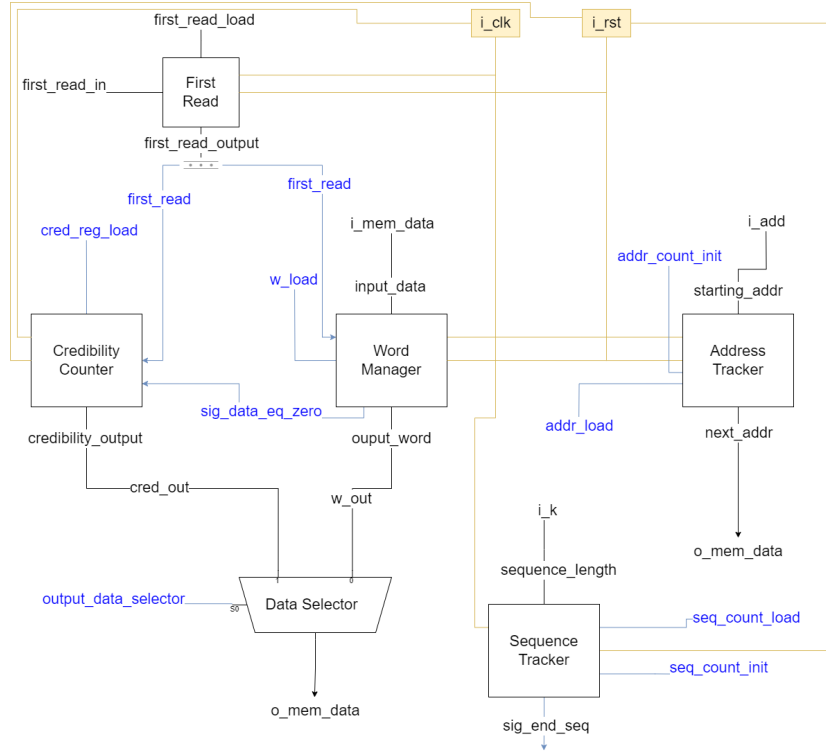 first_read_load
i_clk
i_rst
first_read_in
First
Read
first_read_output
first_read
first_read
cred_reg_load
i_mem_data
i_add
addr_count_init
w_load
input_data
starting_addr
Credibility
Counter
Word
Manager
Address
Tracker
sig_data_eq_zero
addr_load
credibility_output
ouput_word
next_addr
cred_out
w_out
i_k
o_mem_data
sequence_length
output_data_selector
S0
1
0
Data Selector
seq_count_load
Sequence
Tracker
seq_count_init
o_mem_data
sig_end_seq